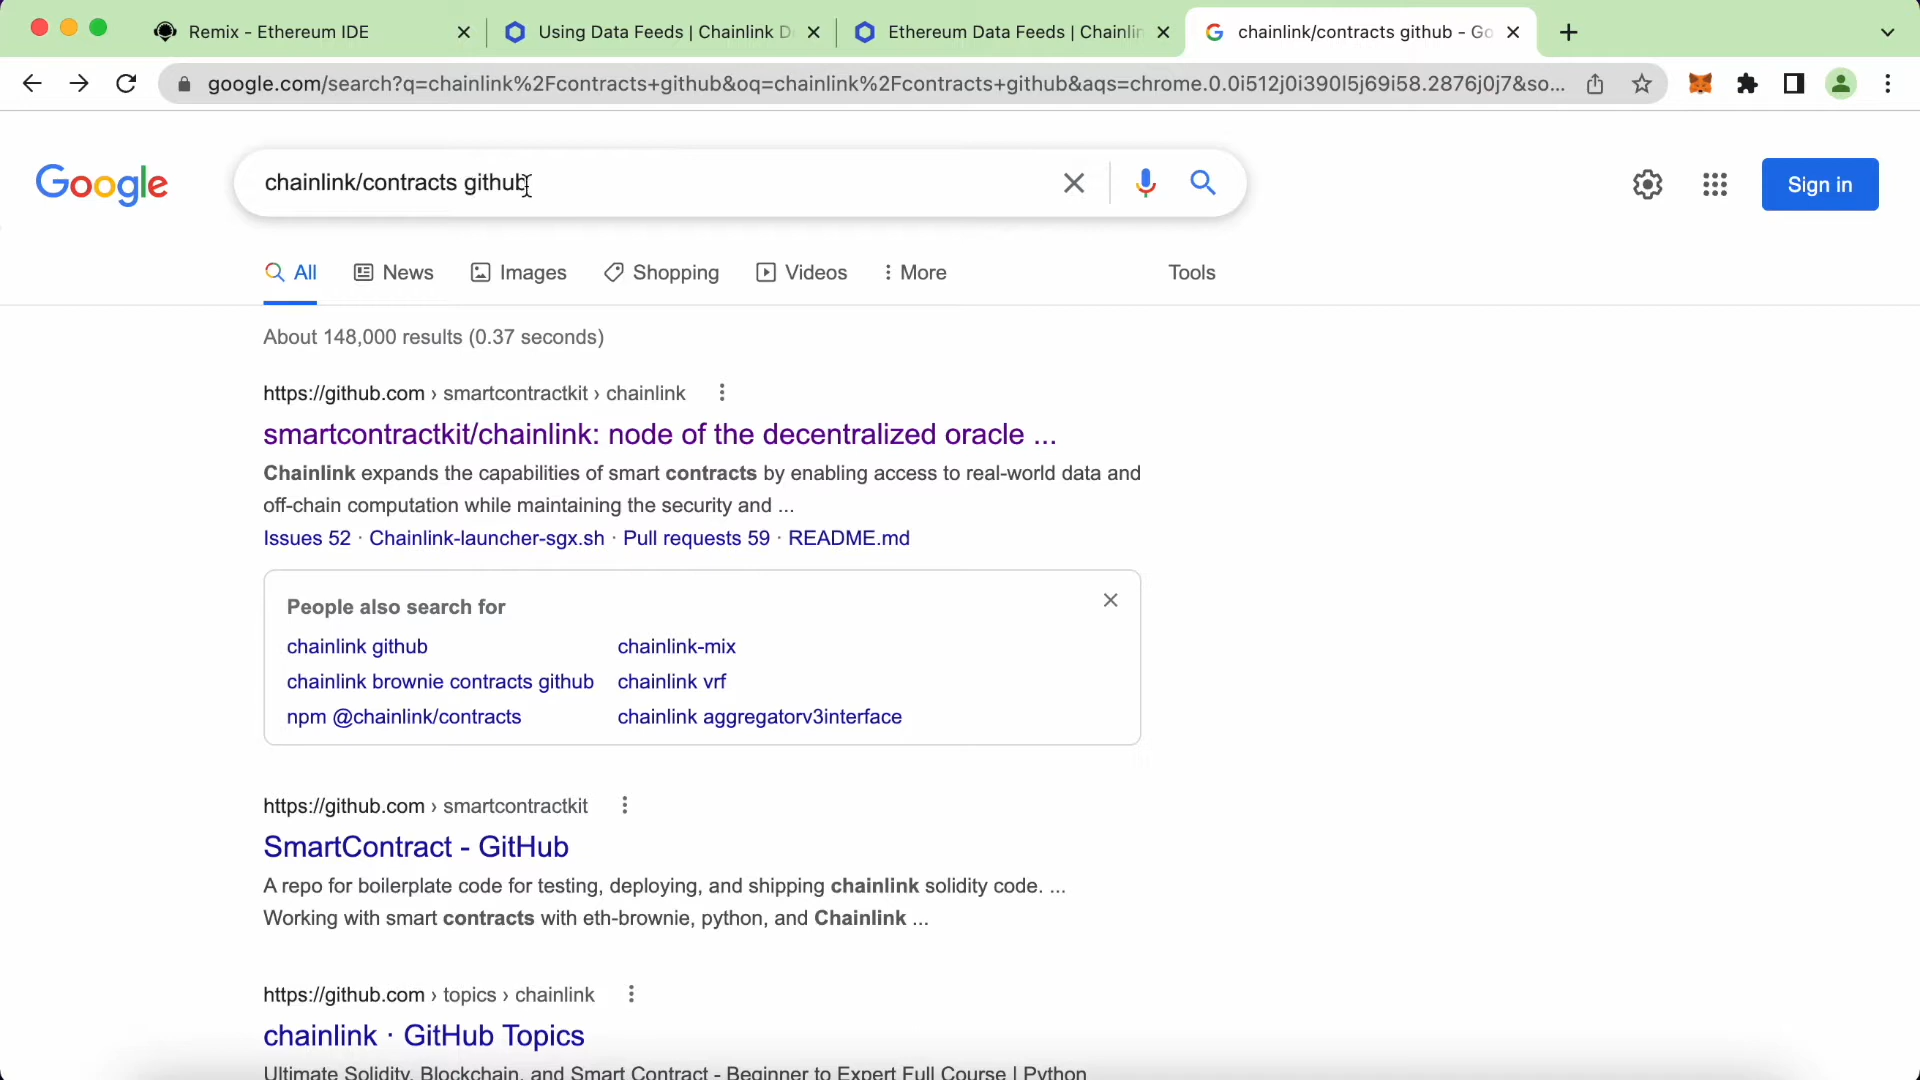 Remix - Ethereum IDE
Using Data Feeds | Chainlink D
Ethereum Data Feeds | Chainlin
chainlink/contracts github - Go
google.com/search?q=chainlink%2Fcontracts+github&oq=chainlink%2Fcontracts+github&aqs=chrome.0.0i512j0i390l5j69i58.2876j0j7&so...
Google
chainlink/contracts github
Sign in
All
News
Images
Shopping
Videos
More
Tools
About 148,000 results (0.37 seconds)
https://github.com › smartcontractkit › chainlink
smartcontractkit/chainlink: node of the decentralized oracle ...
Chainlink expands the capabilities of smart contracts by enabling access to real-world data and
off-chain computation while maintaining the security and ...
Issues 52 · Chainlink-launcher-sgx.sh · Pull requests 59 · README.md
People also search for
chainlink github
chainlink-mix
chainlink brownie contracts github
chainlink vrf
npm @chainlink/contracts
chainlink aggregatorv3interface
https://github.com › smartcontractkit
SmartContract - GitHub
A repo for boilerplate code for testing, deploying, and shipping chainlink solidity code. ...
Working with smart contracts with eth-brownie, python, and Chainlink ...
https://github.com › topics › chainlink
chainlink · GitHub Topics
Ultimate Solidity, Blockchain, and Smart Contract - Beginner to Expert Full Course | Python